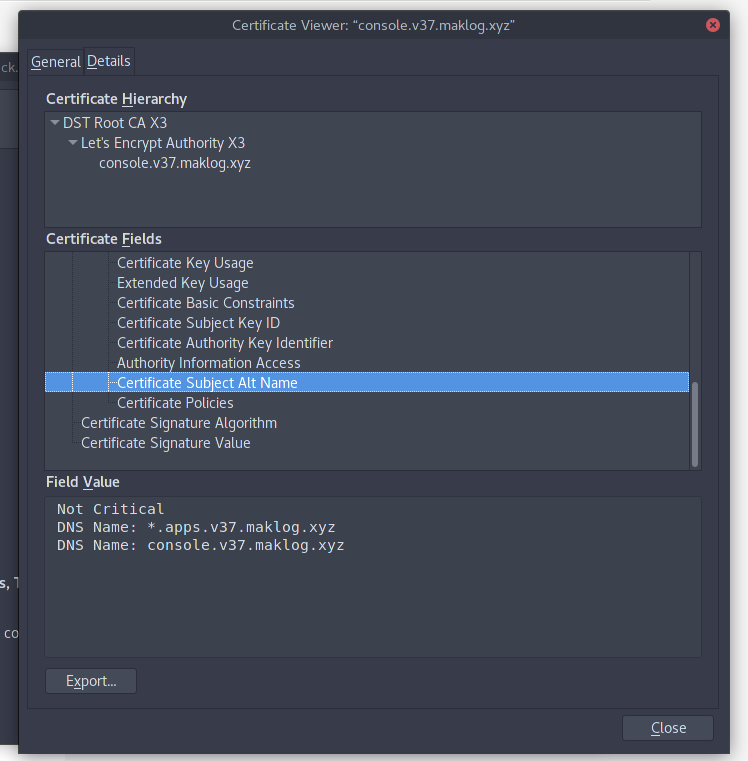 Certificate Viewer: “console.v37.maklog.xyz”
ck.
General Details
Certificate Hierarchy
DST Root CA X3
Let's Encrypt Authority X3
console.v37.maklog.xyz
Certificate Fields
Certificate Key Usage
Extended Key Usage
Certificate Basic Constraints
Certificate Subject Key ID
Certificate Authority Key Identifier
Authority Information Access
Certificate Subject Alt Name
Certificate Policies
Certificate Signature Algorithm
Certificate Signature Value
Field Value
Not Critical
DNS Name: *.apps.v37.maklog.xyz
DNS Name: console.v37.maklog.xyz
s, T
co
Export...
Close